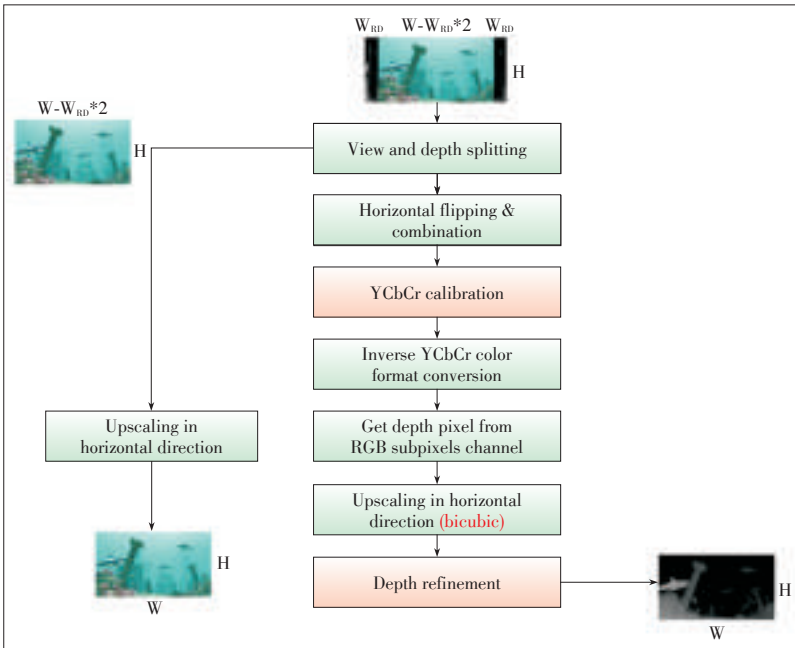 W_RD W-W_RD*2 W_RD
H
W-W_RD*2
H
View and depth splitting
Horizontal flipping &
combination
YCbCr calibration
Inverse YCbCr color
format conversion
Upscaling in
horizontal direction
Get depth pixel from
RGB subpixels channel
Upscaling in horizontal
direction (bicubic)
H
W
Depth refinement
H
W